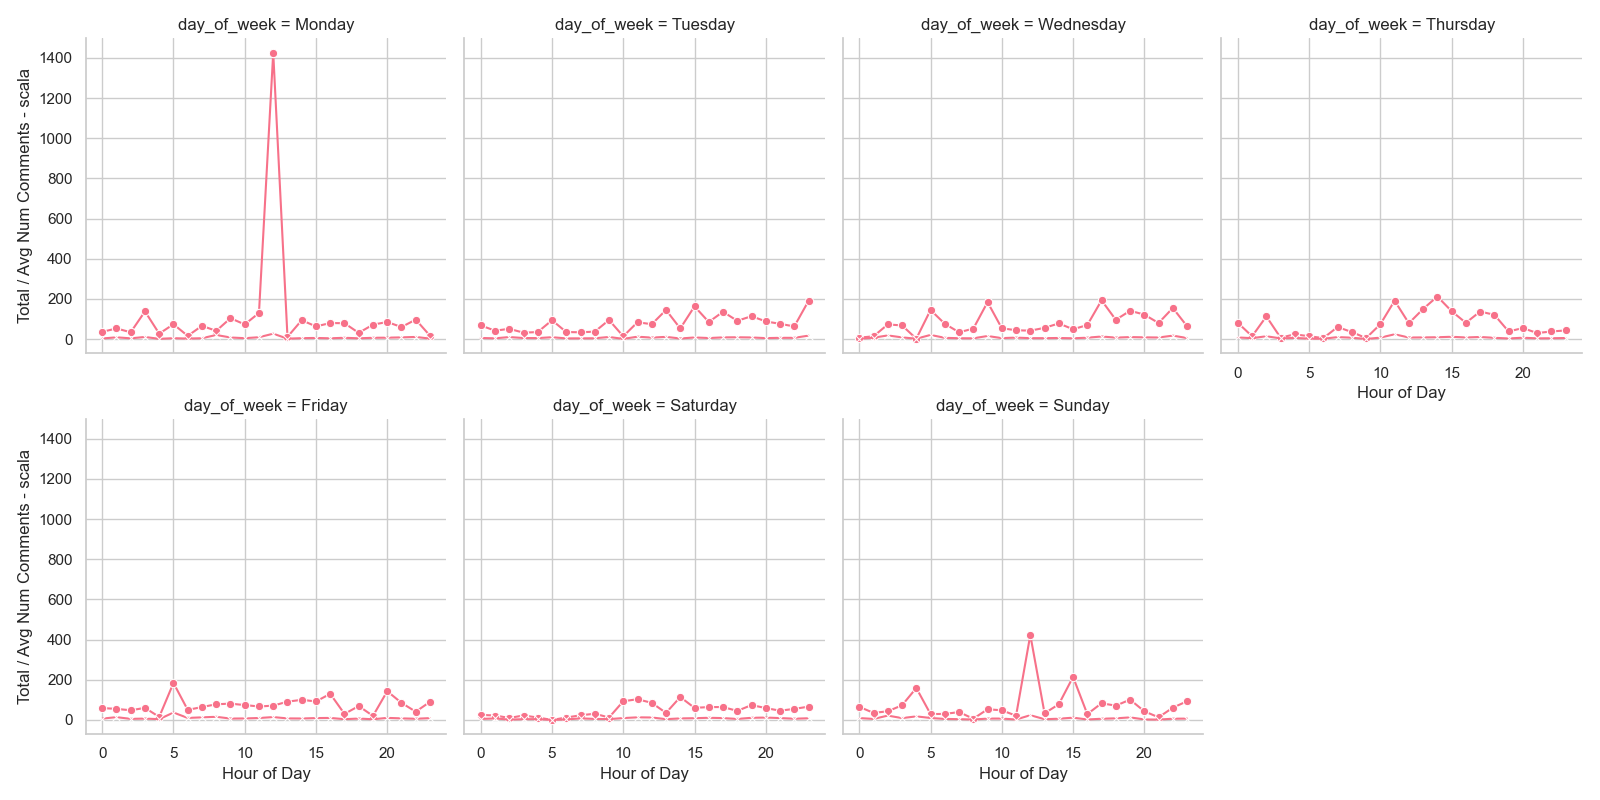 day_of_week = Monday
day_of_week = Tuesday
day_of_week = Wednesday
day_of_week = Thursday
Total / Avg Num Comments - scala
1400
1200
1000
800
600
400
200
0
0 5 10 15 20
Hour of Day
day_of_week = Friday
day_of_week = Saturday
day_of_week = Sunday
Total / Avg Num Comments - scala
1400
1200
1000
800
600
400
200
0
0 5 10 15 20
0 5 10 15 20
0 5 10 15 20
Hour of Day
Hour of Day
Hour of Day